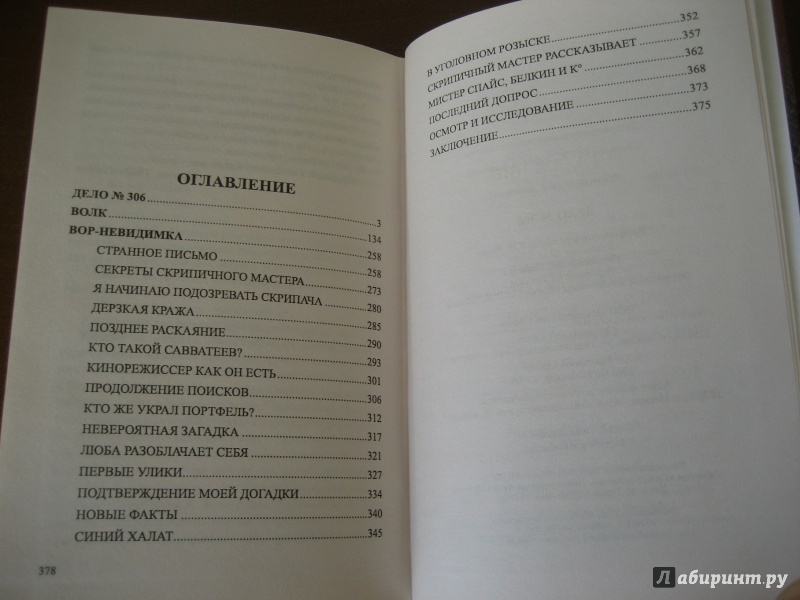 ОГЛАВЛЕНИЕ
ДЕЛО № 306........3
ВОЛК........134
ВОР-НЕВИДИМКА........258
СТРАННОЕ ПИСЬМО........258
СЕКРЕТЫ СКРИПИЧНОГО МАСТЕРА........273
Я НАЧИНАЮ ПОДОЗРЕВАТЬ СКРИПАЧА........280
ДЕРЗКАЯ КРАЖА........285
ПОЗДНЕЕ РАСКАЯНИЕ........290
КТО ТАКОЙ САВВАТЕЕВ?........293
КИНОРЕЖИССЕР КАК ОН ЕСТЬ........301
ПРОДОЛЖЕНИЕ ПОИСКОВ........306
КТО ЖЕ УКРАЛ ПОРТФЕЛЬ?........312
НЕВЕРОЯТНАЯ ЗАГАДКА........317
ЛЮБА РАЗОБЛАЧАЕТ СЕБЯ........321
ПЕРВЫЕ УЛИКИ........327
ПОДТВЕРЖДЕНИЕ МОЕЙ ДОГАДКИ........334
НОВЫЕ ФАКТЫ........340
СИНИЙ ХАЛАТ........345
378
В УГОЛОВНОМ РОЗЫСКЕ........352
СКРИПИЧНЫЙ МАСТЕР РАССКАЗЫВАЕТ........357
МИСТЕР СПАЙС, БЕЛКИН И К°........362
ПОСЛЕДНИЙ ДОПРОС........368
ОСМОТР И ИССЛЕДОВАНИЕ........373
ЗАКЛЮЧЕНИЕ........375
Лабиринт.ру